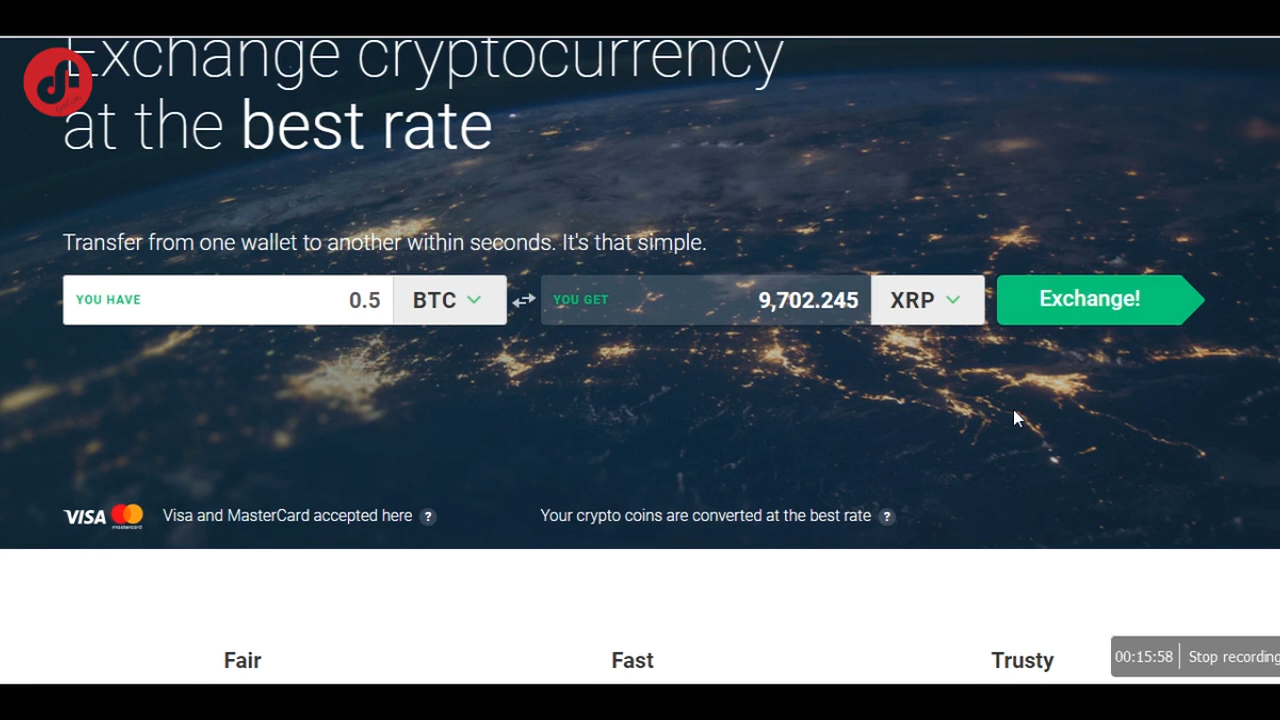 Exchange cryptocurrency
at the best rate
Transfer from one wallet to another within seconds. It's that simple.
YOU HAVE 0.5 BTC YOU GET 9,702.245 XRP Exchange!
VISA mastercard Visa and MasterCard accepted here ? Your crypto coins are converted at the best rate ?
Fair Fast Trusty
00:15:58 Stop recording